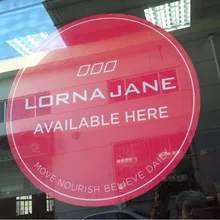 LORNA JANE
AVAILABLE HERE
MOVE NOURISH BELIEVE DAILY